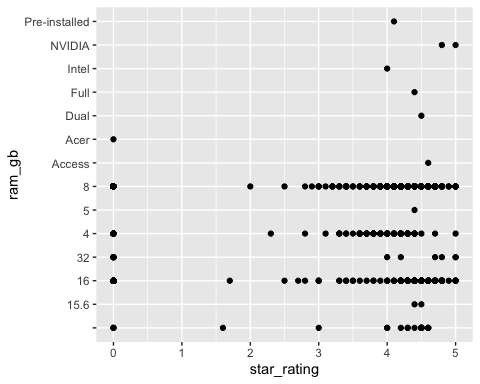 Pre-installed
NVIDIA
Intel
Full
Dual
Acer
Access
8
5
4
32
16
15.6
ram_gb
0 1 2 3 4 5
star_rating